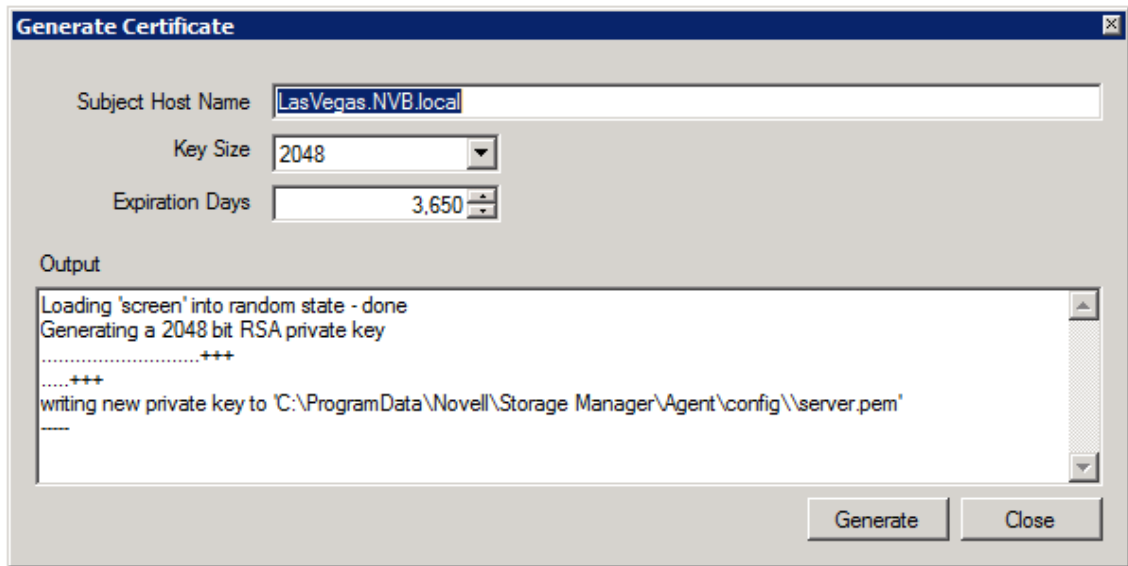 Generate Certificate
Subject Host Name LasVegas.NVB.local
Key Size 2048
Expiration Days 3,650
Output
Loading 'screen' into random state - done
Generating a 2048 bit RSA private key
............................+++
.....+++
writing new private key to 'C:\ProgramData\Novell\Storage Manager\Agent\config\\server.pem'
-----
Generate Close